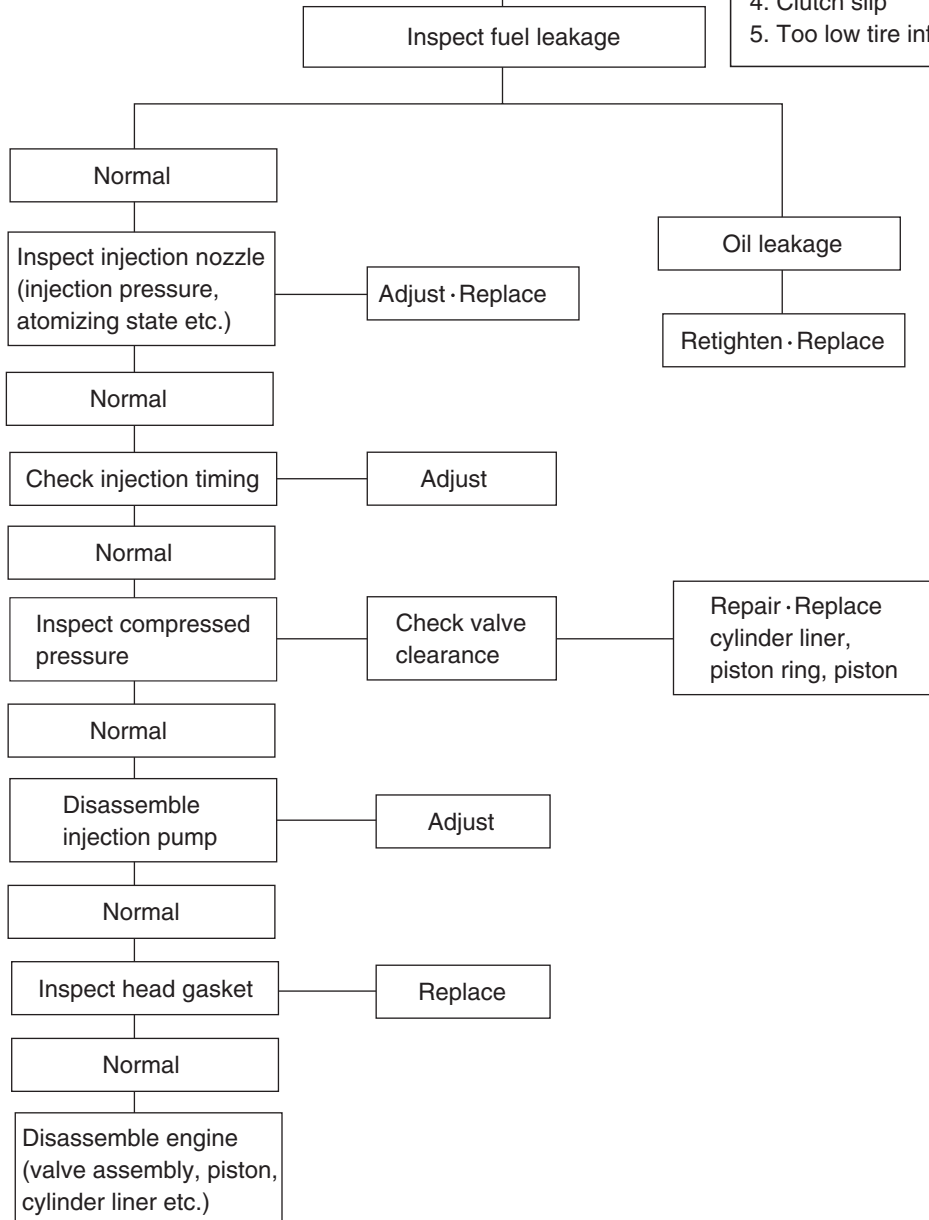 4. Clutch slip
5. Too low tire
Inspect fuel leakage
Normal
Oil leakage
Inspect injection nozzle
(injection pressure,
atomizing state etc.)
Adjust · Replace
Retighten · Replace
Normal
Check injection timing
Adjust
Normal
Inspect compressed
pressure
Check valve
clearance
Repair · Replace
cylinder liner,
piston ring, piston
Normal
Disassemble
injection pump
Adjust
Normal
Inspect head gasket
Replace
Normal
Disassemble engine
(valve assembly, piston,
cylinder liner etc.)